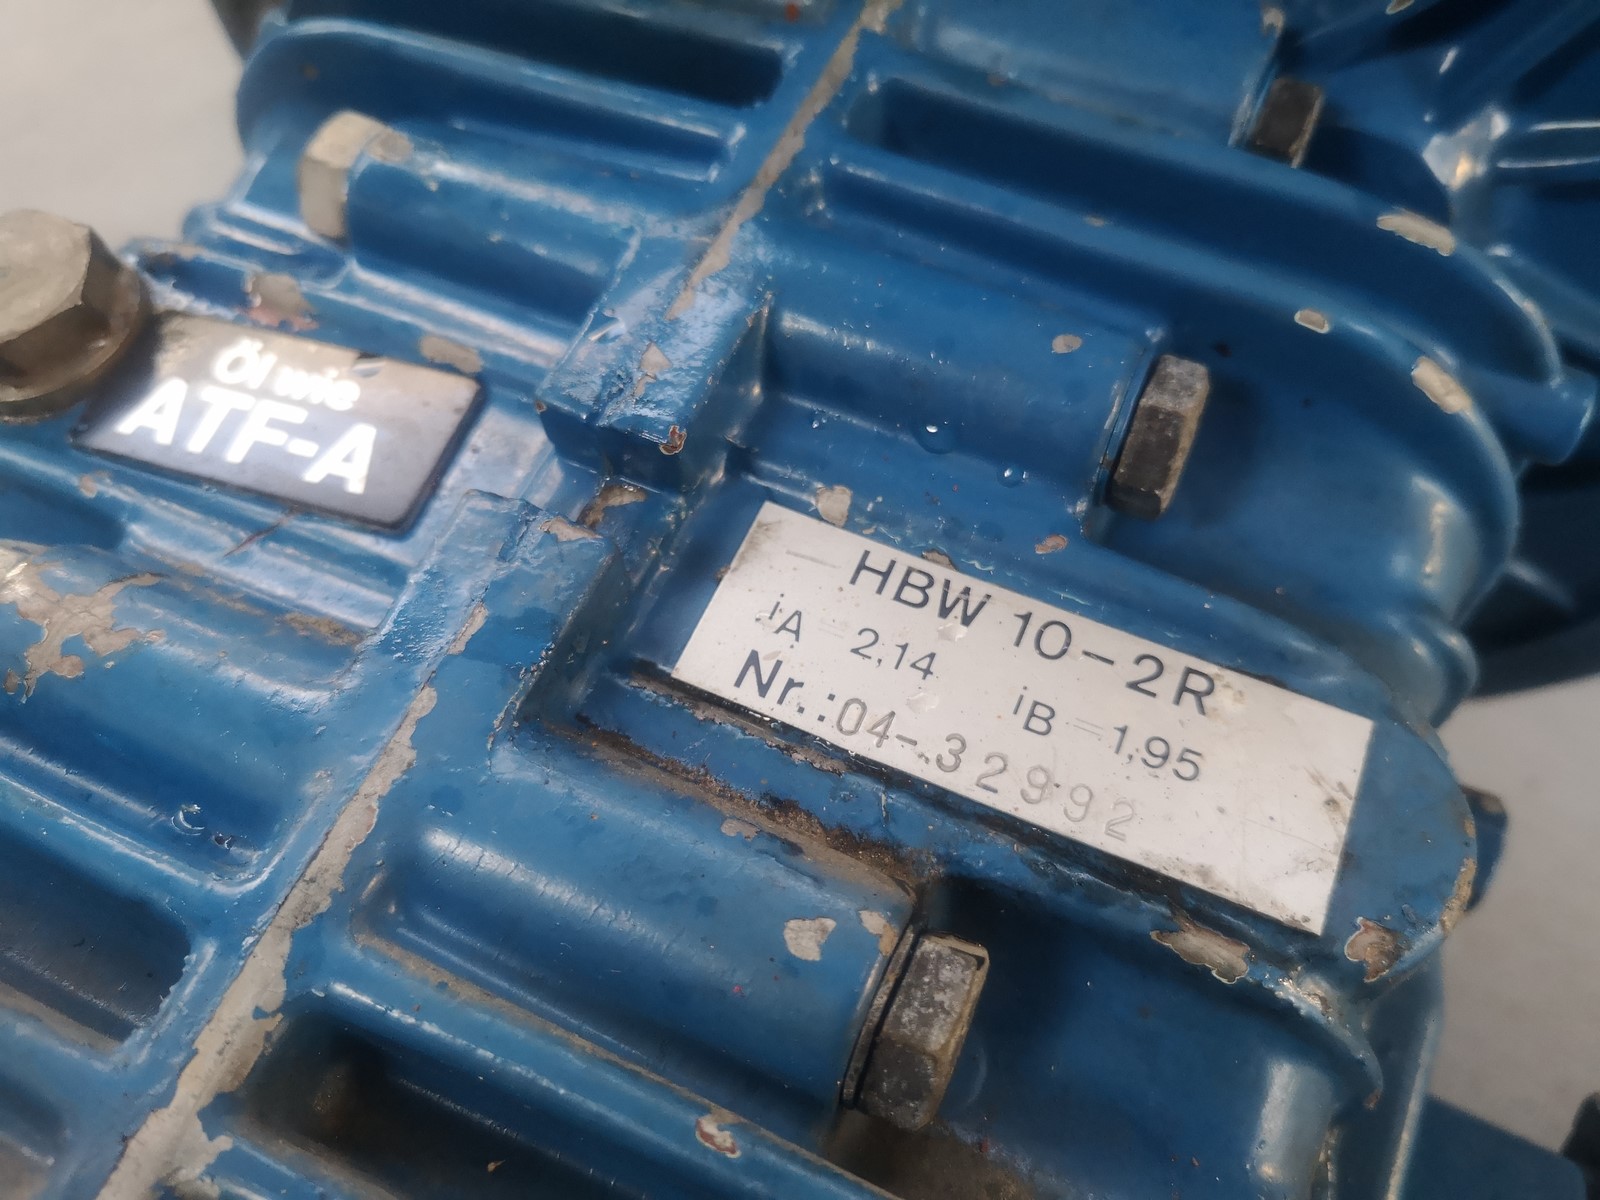 Öl wie
ATF-A
HBW 10-2R
iA = 2,14 iB = 1,95
Nr.: 04-32992